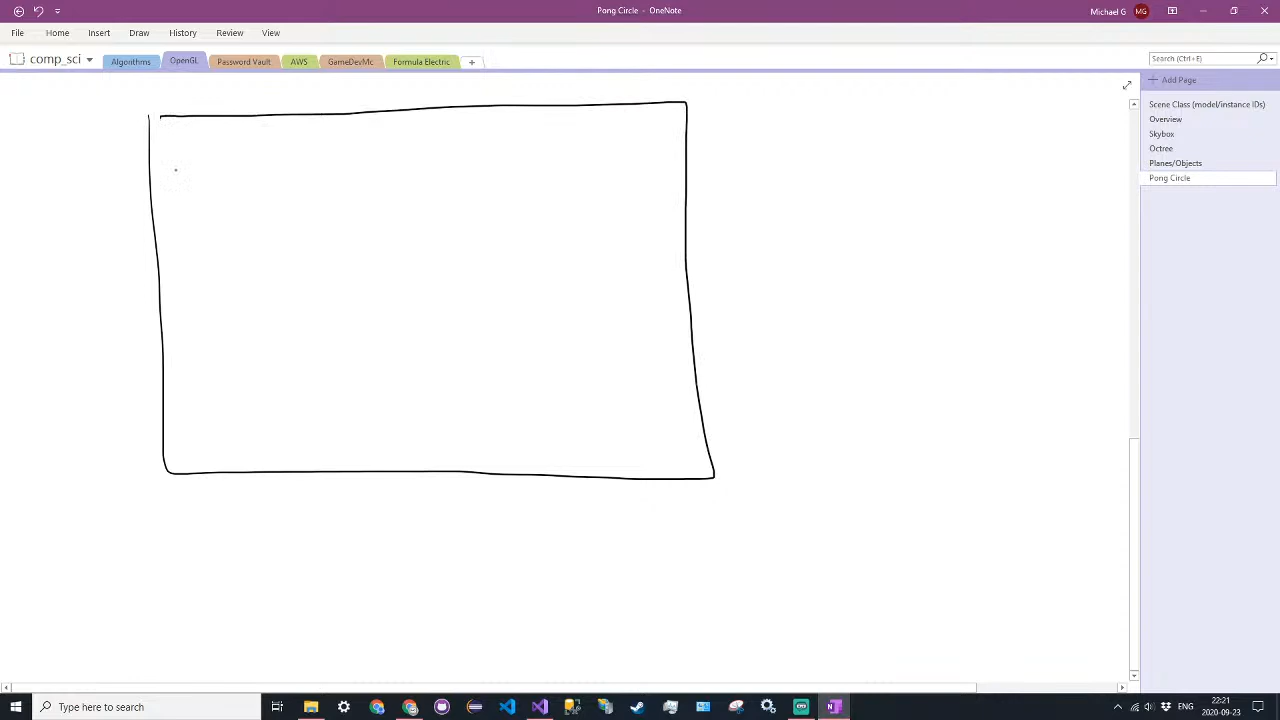 Pong Circle - OneNote
Michael G MG
File Home Insert Draw History Review View
comp_sci Algorithms OpenGL Password Vault AWS GameDevMc Formula Electric +
Search (Ctrl+E)
Add Page
Scene Class (model/instance IDs)
Overview
Skybox
Octree
Planes/Objects
Pong Circle
Type here to search
ENG
22:21
2020-09-23